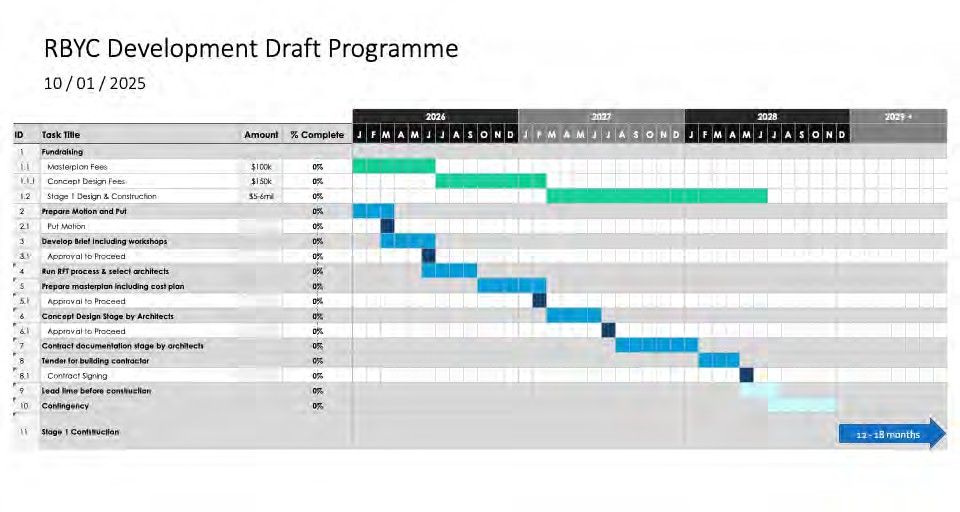 RBYC Development Draft Programme
10 / 01 / 2025
2026 2027 2028 2029 +
ID Task Title Amount % Complete J F M A M J J A S O N D J F M A M J J A S O N D J F M A M J J A S O N D
1 Fundraising
1.1 Masterplan Fees $100k 0%
1.1.1 Concept Design Fees $150k 0%
1.2 Stage 1 Design & Construction $5-6mil 0%
2 Prepare Motion and Put 0%
2.1 Put Motion 0%
3 Develop Brief including workshops 0%
3.1 Approval to Proceed 0%
4 Run RFT process & select architects 0%
5 Prepare masterplan including cost plan 0%
5.1 Approval to Proceed 0%
6 Concept Design Stage by Architects 0%
6.1 Approval to Proceed 0%
7 Contract documentation stage by architects 0%
8 Tender for building contractor 0%
8.1 Contract Signing 0%
9 Lead time before construction 0%
10 Contingency 0%
11 Stage 1 Contstruction 12 - 18 months